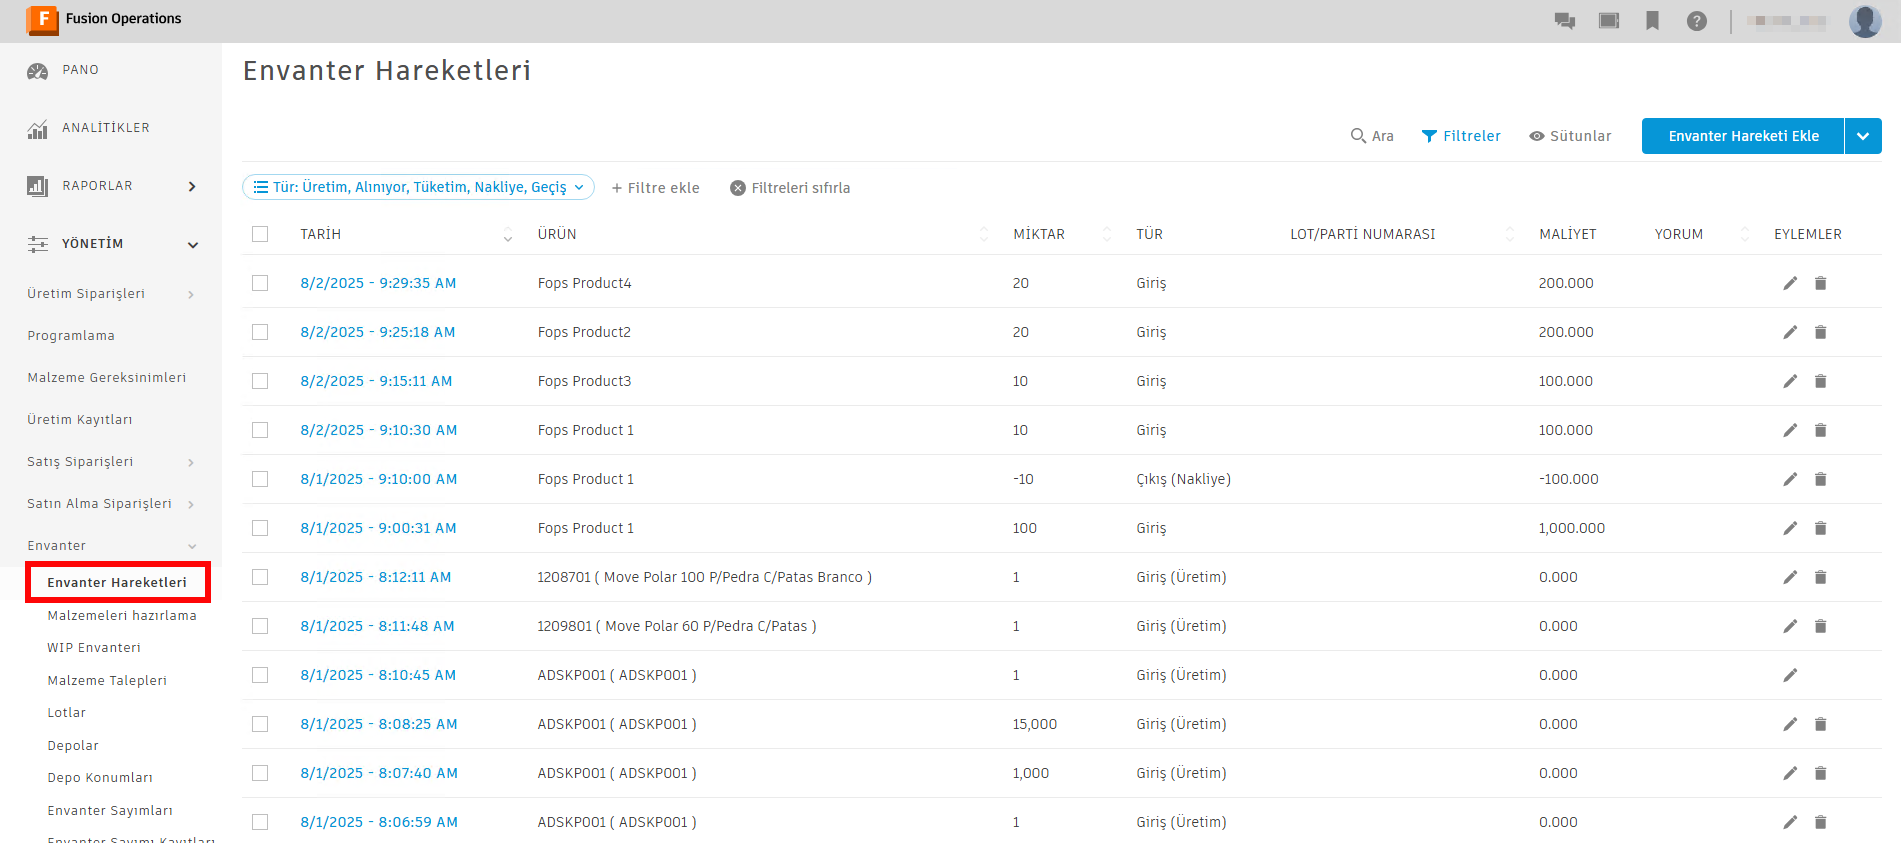 Fusion Operations
PANO
ANALİTİKLER
RAPORLAR
YÖNETİM
Üretim Siparişleri
Programlama
Malzeme Gereksinimleri
Üretim Kayıtları
Satış Siparişleri
Satın Alma Siparişleri
Envanter
Envanter Hareketleri
Malzemeleri hazırlama
WIP Envanteri
Malzeme Talepleri
Lotlar
Depolar
Depo Konumları
Envanter Sayımları
Envanter Sayımı Kayıtları
Envanter Hareketleri
Ara Filtreler Sütunlar Envanter Hareketi Ekle
Tür: Üretim, Alınıyor, Tüketim, Nakliye, Geçiş + Filtre ekle Filtreleri sıfırla
TARİH ÜRÜN MİKTAR TÜR LOT/PARTİ NUMARASI MALİYET YORUM EYLEMLER
8/2/2025 - 9:29:35 AM Fops Product4 20 Giriş 200.000
8/2/2025 - 9:25:18 AM Fops Product2 20 Giriş 200.000
8/2/2025 - 9:15:11 AM Fops Product3 10 Giriş 100.000
8/2/2025 - 9:10:30 AM Fops Product 1 10 Giriş 100.000
8/1/2025 - 9:10:00 AM Fops Product 1 -10 Çıkış (Nakliye) -100.000
8/1/2025 - 9:00:31 AM Fops Product 1 100 Giriş 1,000.000
8/1/2025 - 8:12:11 AM 1208701 ( Move Polar 100 P/Pedra C/Patas Branco ) 1 Giriş (Üretim) 0.000
8/1/2025 - 8:11:48 AM 1209801 ( Move Polar 60 P/Pedra C/Patas ) 1 Giriş (Üretim) 0.000
8/1/2025 - 8:10:45 AM ADSKP001 ( ADSKP001 ) 1 Giriş (Üretim) 0.000
8/1/2025 - 8:08:25 AM ADSKP001 ( ADSKP001 ) 15,000 Giriş (Üretim) 0.000
8/1/2025 - 8:07:40 AM ADSKP001 ( ADSKP001 ) 1,000 Giriş (Üretim) 0.000
8/1/2025 - 8:06:59 AM ADSKP001 ( ADSKP001 ) 1 Giriş (Üretim) 0.000